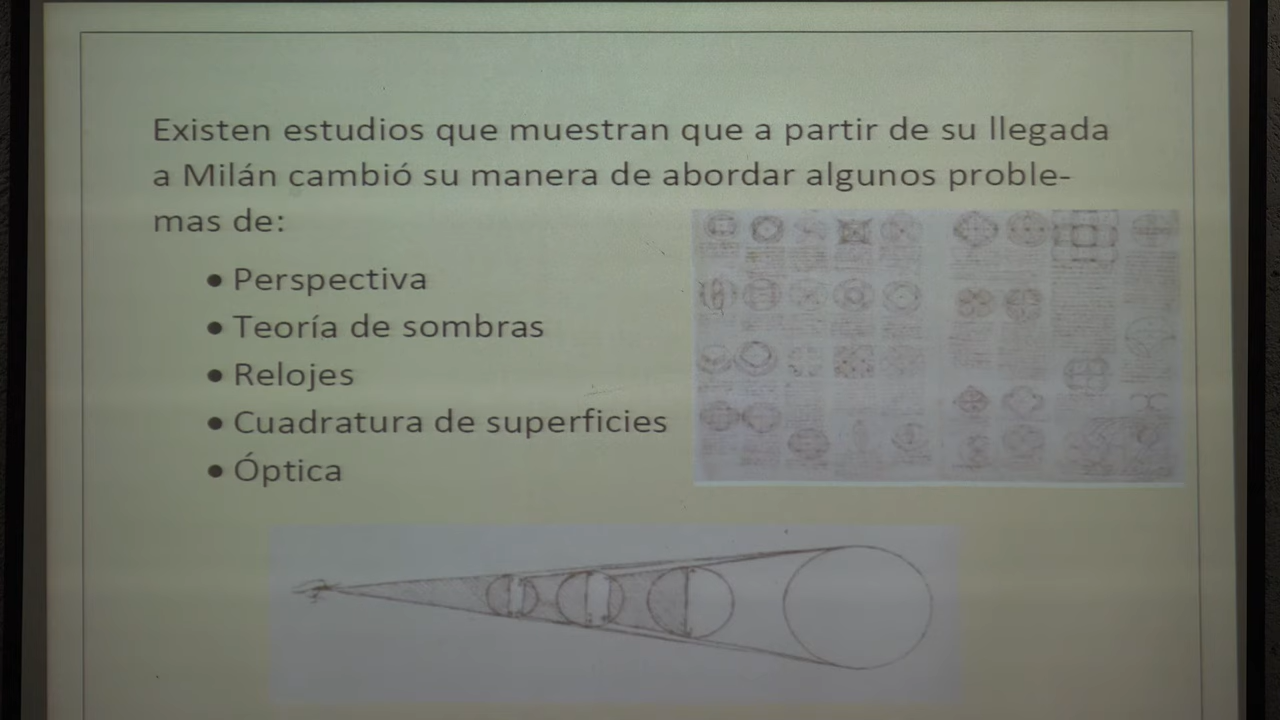 Existen estudios que muestran que a partir de su llegada
a Milán cambió su manera de abordar algunos proble-
mas de:
• Perspectiva
• Teoría de sombras
• Relojes
• Cuadratura de superficies
• Óptica